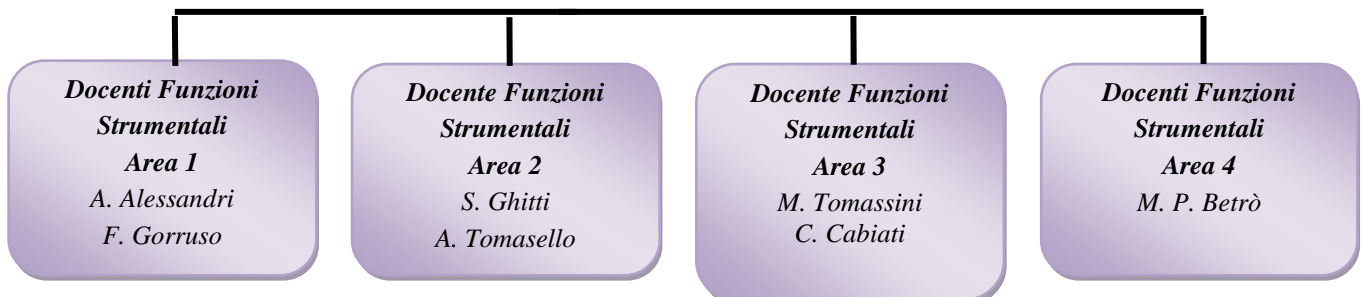 Docenti Funzioni
Strumentali
Area 1
A. Alessandri
F. Gorruso
Docente Funzioni
Strumentali
Area 2
S. Ghitti
A. Tomasello
Docente Funzioni
Strumentali
Area 3
M. Tomassini
C. Cabiati
Docenti Funzioni
Strumentali
Area 4
M. P. Betrò